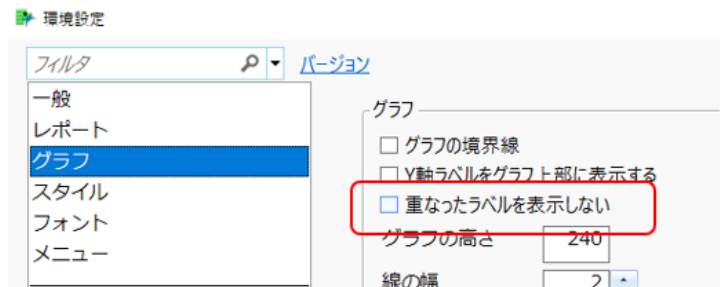 環境設定
フィルタ
バージョン
一般
レポート
グラフ
スタイル
フォント
メニュー
グラフ
グラフの境界線
Y軸ラベルをグラフ上部に表示する
重なったラベルを表示しない
グラフの高さ 240
線の幅 2